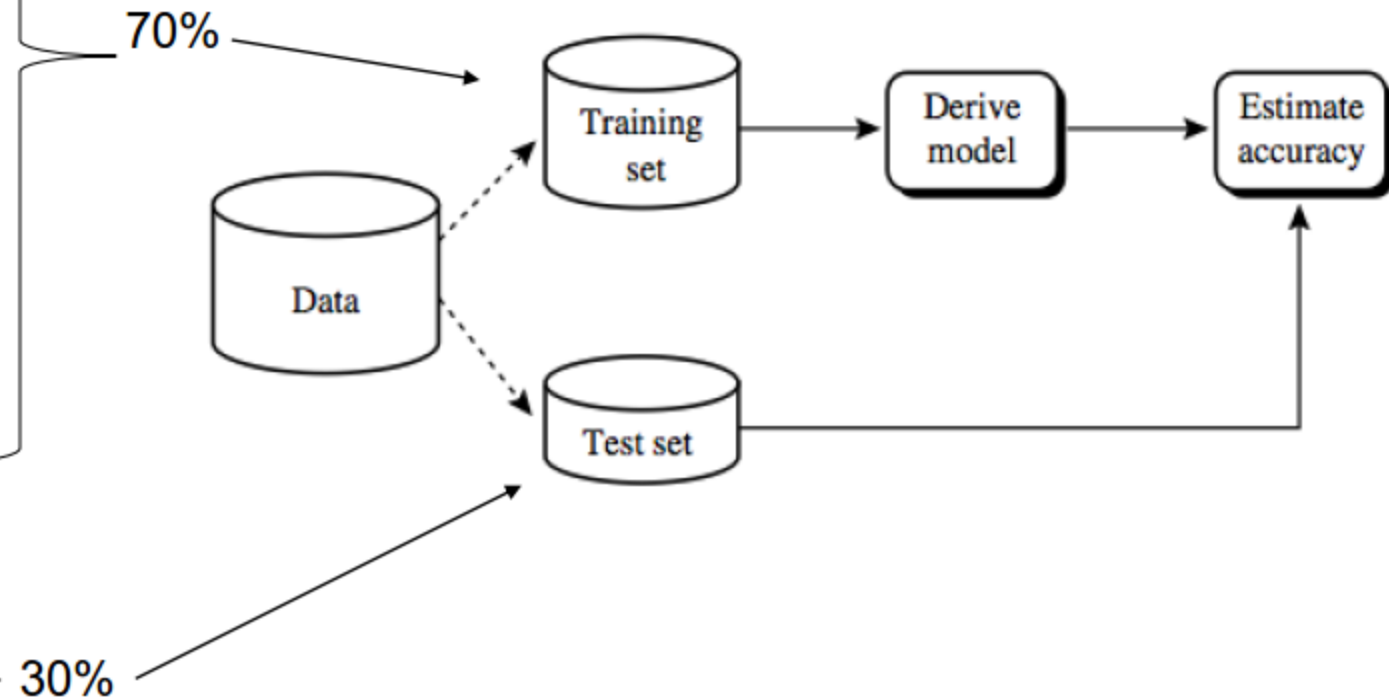 70%
Training
set
Derive
model
Estimate
accuracy
Data
Test set
30%